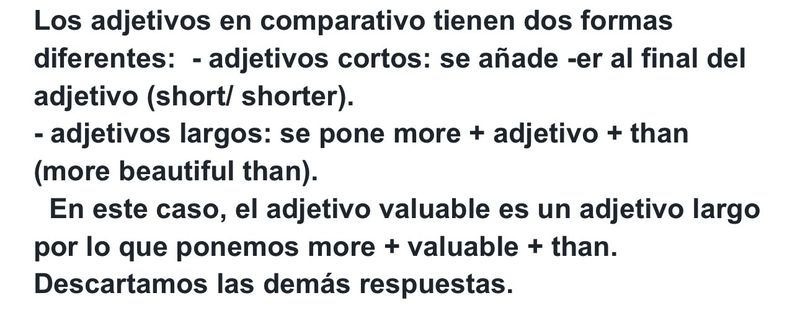 Los adjetivos en comparativo tienen dos formas
diferentes:  - adjetivos cortos: se añade -er al final del
adjetivo (short/ shorter).
- adjetivos largos: se pone more + adjetivo + than
(more beautiful than).
En este caso, el adjetivo valuable es un adjetivo largo
por lo que ponemos more + valuable + than.
Descartamos las demás respuestas.